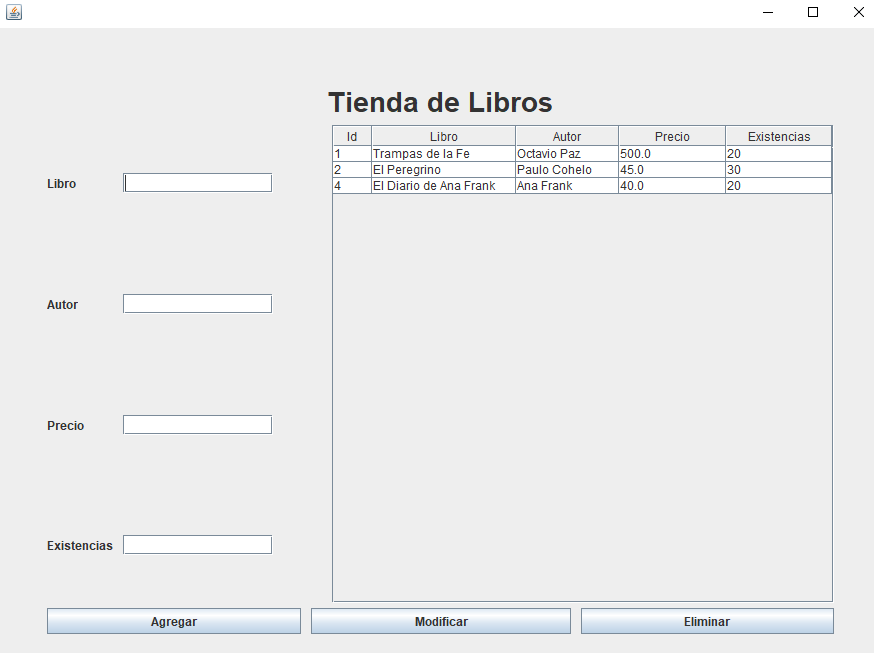 Tienda de Libros
Id Libro Autor Precio Existencias
1 Trampas de la Fe Octavio Paz 500.0 20
2 El Peregrino Paulo Cohelo 45.0 30
4 El Diario de Ana Frank Ana Frank 40.0 20
Libro
Autor
Precio
Existencias
Agregar Modificar Eliminar